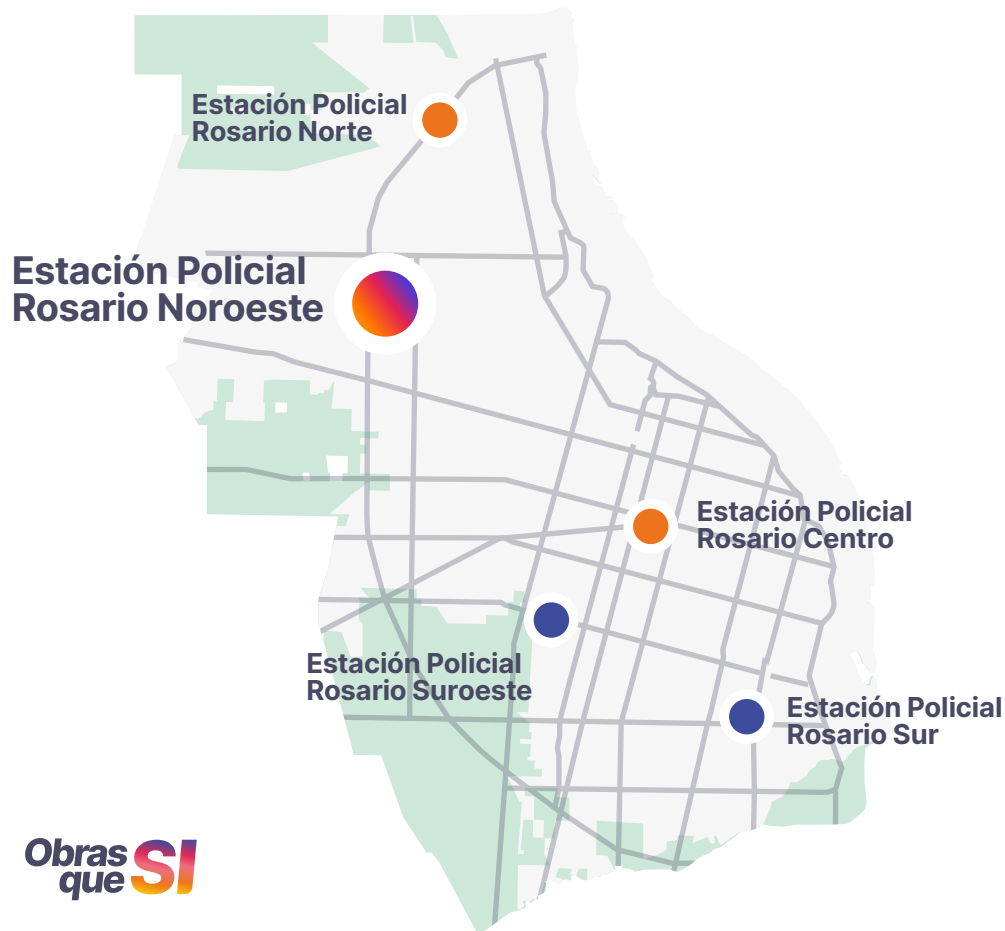 Estación Policial
Rosario Norte
Estación Policial
Rosario Noroeste
Estación Policial
Rosario Centro
Estación Policial
Rosario Suroeste
Estación Policial
Rosario Sur
Obras
que SI